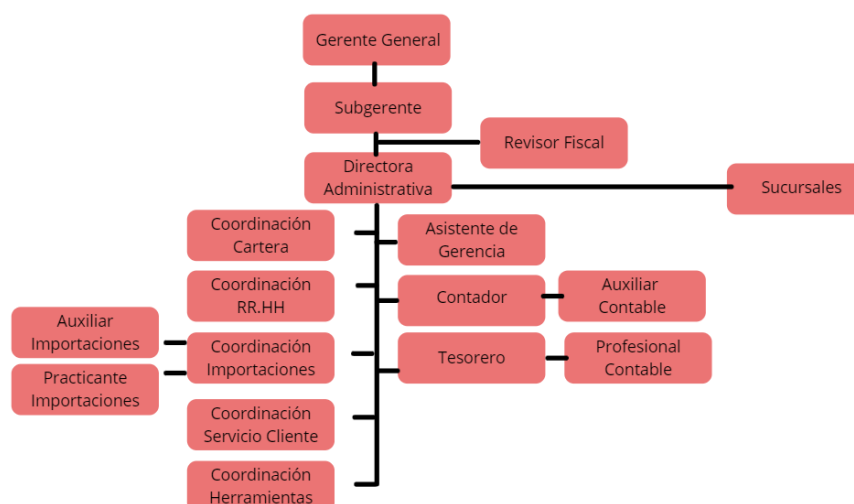 Gerente General
Subgerente
Revisor Fiscal
Directora
Administrativa
Sucursales
Coordinación
Cartera
Asistente de
Gerencia
Coordinación
RR.HH
Contador
Auxiliar
Contable
Auxiliar
Importaciones
Coordinación
Importaciones
Tesorero
Profesional
Contable
Practicante
Importaciones
Coordinación
Servicio Cliente
Coordinación
Herramientas